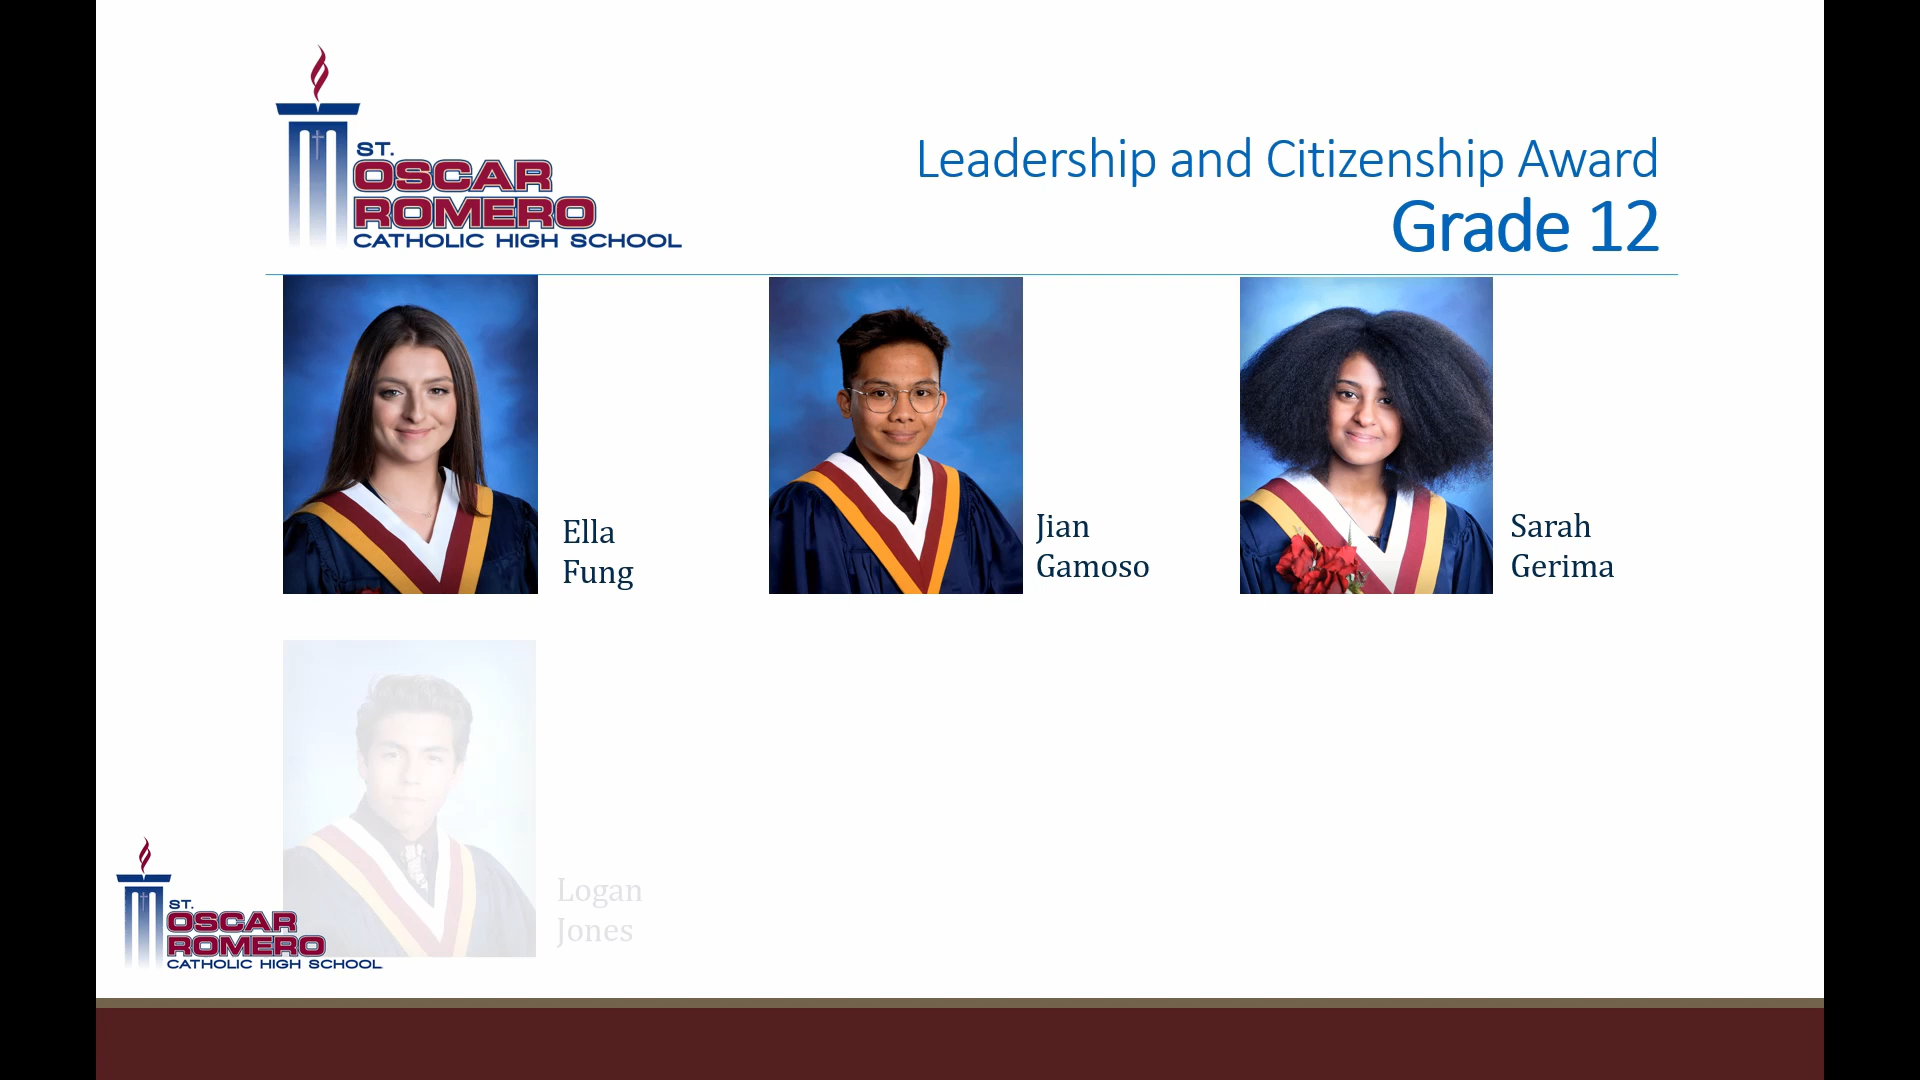 ST.
OSCAR
ROMERO
CATHOLIC HIGH SCHOOL
Leadership and Citizenship Award
Grade 12
Ella
Fung
Jian
Gamoso
Sarah
Gerima
Logan
Jones
ST.
OSCAR
ROMERO
CATHOLIC HIGH SCHOOL